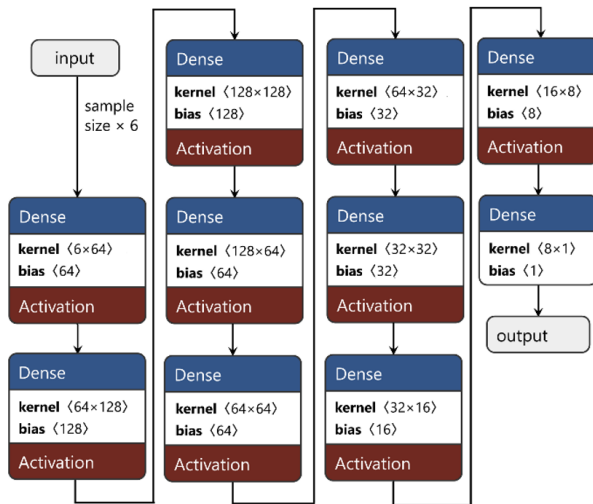 input
sample
size × 6
Dense
kernel ⟨6×64⟩
bias ⟨64⟩
Activation
Dense
kernel ⟨64×128⟩
bias ⟨128⟩
Activation
Dense
kernel ⟨128×128⟩
bias ⟨128⟩
Activation
Dense
kernel ⟨128×64⟩
bias ⟨64⟩
Activation
Dense
kernel ⟨64×64⟩
bias ⟨64⟩
Activation
Dense
kernel ⟨64×32⟩
bias ⟨32⟩
Activation
Dense
kernel ⟨32×32⟩
bias ⟨32⟩
Activation
Dense
kernel ⟨32×16⟩
bias ⟨16⟩
Activation
Dense
kernel ⟨16×8⟩
bias ⟨8⟩
Activation
Dense
kernel ⟨8×1⟩
bias ⟨1⟩
output